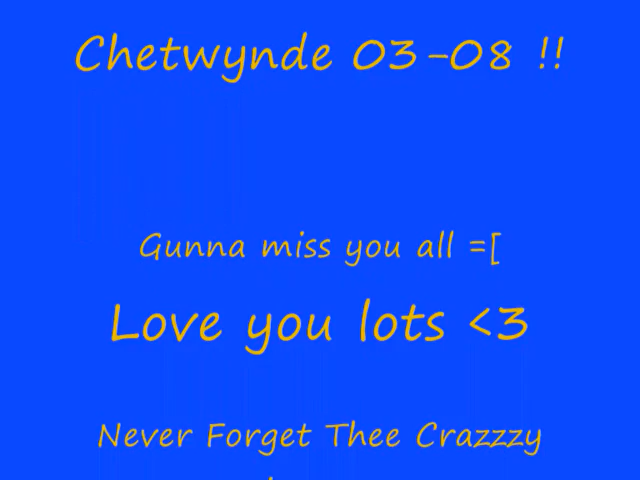 Chetwynde 03-08 !!
Gunna miss you all =[
Love you lots <3
Never Forget Thee Crazzzy